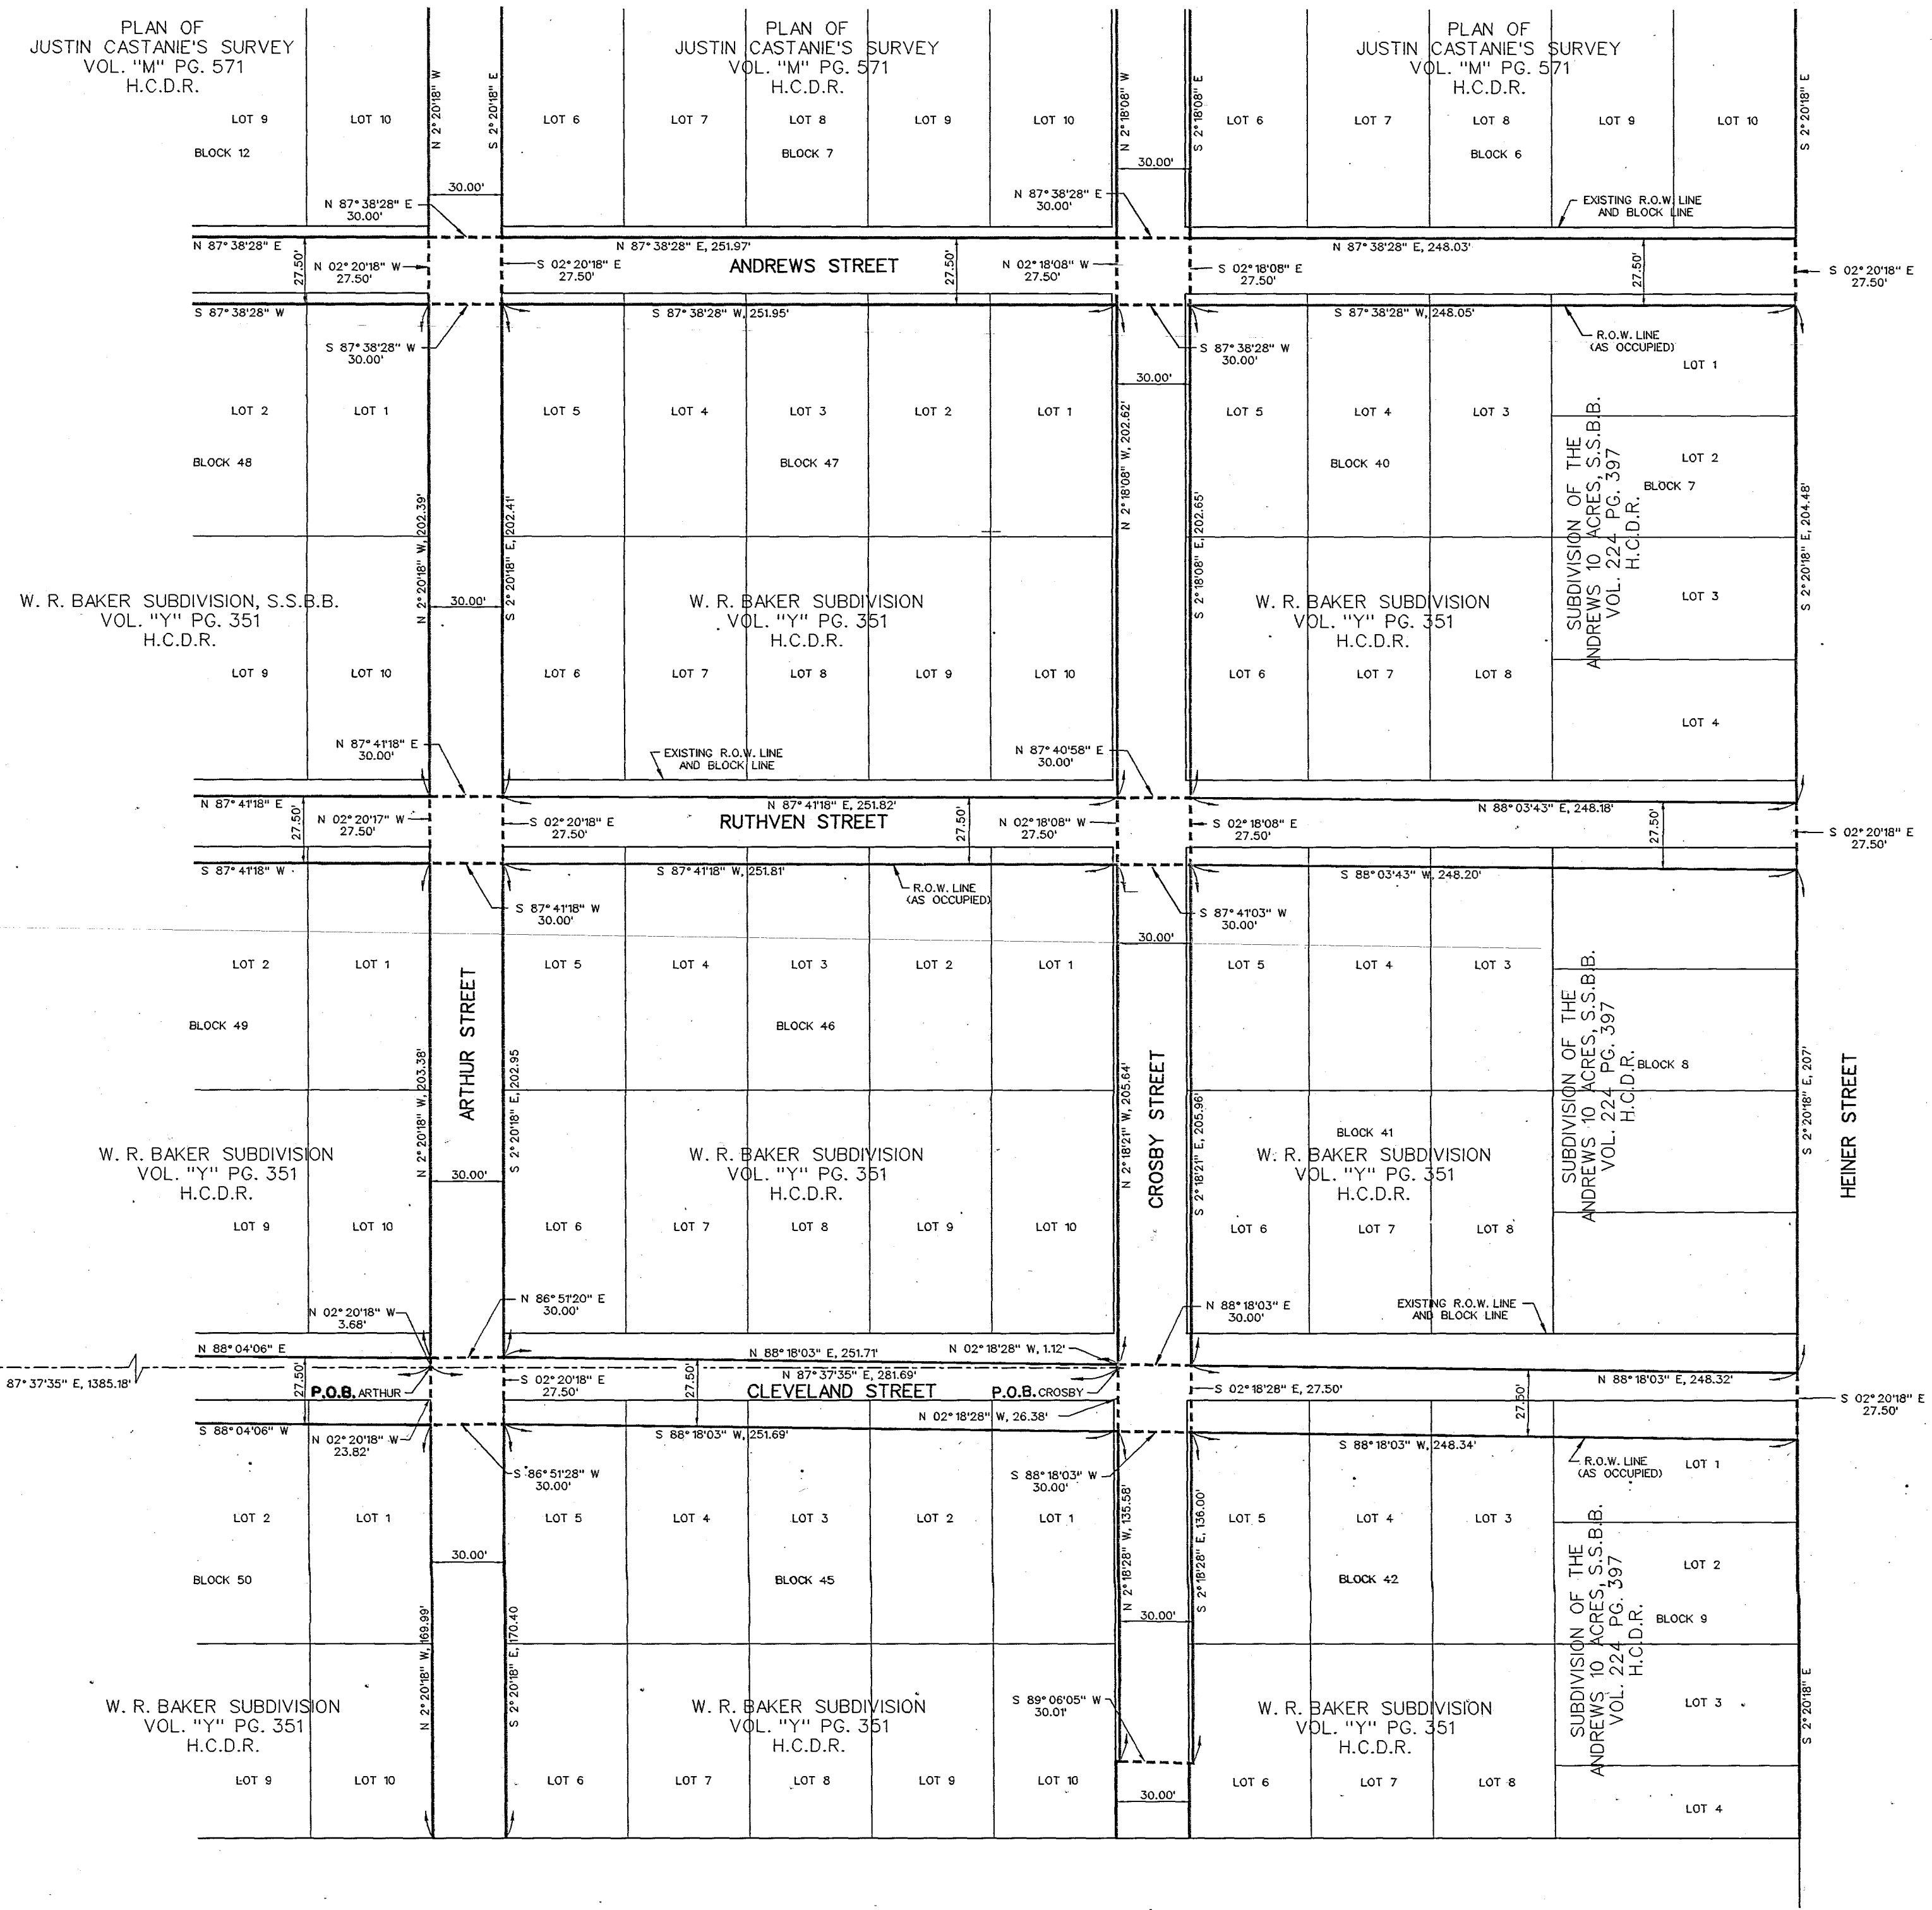 PLAN OF
JUSTIN CASTANIE'S SURVEY
VOL. "M" PG. 571
H.C.D.R.
PLAN OF
JUSTIN CASTANIE'S SURVEY
VOL. "M" PG. 571
H.C.D.R.
PLAN OF
JUSTIN CASTANIE'S SURVEY
VOL. "M" PG. 571
H.C.D.R.
N 2° 20'18" W
S 2° 20'18" E
N 2° 18'08" W
S 2° 18'08" E
S 2° 20'18" E
LOT 9
LOT 10
LOT 6
LOT 7
LOT 8
LOT 9
LOT 10
LOT 6
LOT 7
LOT 8
LOT 9
LOT 10
BLOCK 12
BLOCK 7
BLOCK 6
30.00'
30.00'
N 87° 38'28" E
30.00'
N 87° 38'28" E
30.00'
EXISTING R.O.W. LINE
AND BLOCK LINE
N 87° 38'28" E
N 87° 38'28" E, 251.97'
N 87° 38'28" E, 248.03'
27.50'
N 02° 20'18" W
27.50'
S 02° 20'18" E
27.50'
ANDREWS STREET
27.50'
N 02° 18'08" W
27.50'
S 02° 18'08" E
27.50'
27.50'
S 02° 20'18" E
27.50'
S 87° 38'28" W
S 87° 38'28" W, 251.95'
S 87° 38'28" W, 248.05'
S 87° 38'28" W
30.00'
S 87° 38'28" W
30.00'
R.O.W. LINE
(AS OCCUPIED)
30.00'
LOT 1
LOT 2
LOT 1
LOT 5
LOT 4
LOT 3
LOT 2
LOT 1
LOT 5
LOT 4
LOT 3
LOT 2
BLOCK 48
BLOCK 47
BLOCK 40
BLOCK 7
N 2° 20'18" W, 202.39'
S 2° 20'18" E, 202.41'
N 2° 18'08" W, 202.62'
S 2° 18'08" E, 202.65'
SUBDIVISION OF THE
ANDREWS 10 ACRES, S.S.B.B.
VOL. 224 PG. 397
H.C.D.R.
S 2° 20'18" E, 204.48'
W. R. BAKER SUBDIVISION, S.S.B.B.
VOL. "Y" PG. 351
H.C.D.R.
30.00'
W. R. BAKER SUBDIVISION
VOL. "Y" PG. 351
H.C.D.R.
W. R. BAKER SUBDIVISION
VOL. "Y" PG. 351
H.C.D.R.
LOT 3
LOT 9
LOT 10
LOT 6
LOT 7
LOT 8
LOT 9
LOT 10
LOT 6
LOT 7
LOT 8
LOT 4
N 87° 41'18" E
30.00'
EXISTING R.O.W. LINE
AND BLOCK LINE
N 87° 40'58" E
30.00'
N 87° 41'18" E
N 87° 41'18" E, 251.82'
N 88° 03'43" E, 248.18'
27.50'
N 02° 20'17" W
27.50'
S 02° 20'18" E
27.50'
RUTHVEN STREET
27.50'
N 02° 18'08" W
27.50'
S 02° 18'08" E
27.50'
27.50'
S 02° 20'18" E
27.50'
S 87° 41'18" W
S 87° 41'18" W, 251.81'
S 88° 03'43" W, 248.20'
S 87° 41'18" W
30.00'
R.O.W. LINE
(AS OCCUPIED)
S 87° 41'03" W
30.00'
30.00'
LOT 2
LOT 1
LOT 5
LOT 4
LOT 3
LOT 2
LOT 1
LOT 5
LOT 4
LOT 3
BLOCK 49
BLOCK 46
BLOCK 41
BLOCK 8
N 2° 20'18" W, 203.38'
ARTHUR STREET
S 2° 20'18" E, 202.95
N 2° 18'21" W, 205.64'
CROSBY STREET
S 2° 18'21" E, 205.96'
SUBDIVISION OF THE
ANDREWS 10 ACRES, S.S.B.B.
VOL. 224 PG. 397
H.C.D.R.
S 2° 20'18" E, 207'
HEINER STREET
W. R. BAKER SUBDIVISION
VOL. "Y" PG. 351
H.C.D.R.
30.00'
W. R. BAKER SUBDIVISION
VOL. "Y" PG. 351
H.C.D.R.
W. R. BAKER SUBDIVISION
VOL. "Y" PG. 351
H.C.D.R.
LOT 9
LOT 10
LOT 6
LOT 7
LOT 8
LOT 9
LOT 10
LOT 6
LOT 7
LOT 8
N 02° 20'18" W
3.68'
N 86° 51'20" E
30.00'
N 88° 18'03" E
30.00'
EXISTING R.O.W. LINE
AND BLOCK LINE
N 88° 04'06" E
N 88° 18'03" E, 251.71'
N 02° 18'28" W, 1.12'
87° 37'35" E, 1385.18'
27.50'
P.O.B. ARTHUR
S 02° 20'18" E
27.50'
27.50'
N 87° 37'35" E, 281.69'
CLEVELAND STREET
P.O.B. CROSBY
S 02° 18'28" E, 27.50'
N 88° 18'03" E, 248.32'
27.50'
S 02° 20'18" E
27.50'
N 02° 18'28" W, 26.38'
S 88° 04'06" W
N 02° 20'18" W
23.82'
S 88° 18'03" W, 251.69'
S 88° 18'03" W, 248.34'
S 86° 51'28" W
30.00'
S 88° 18'03" W
30.00'
R.O.W. LINE
(AS OCCUPIED)
LOT 1
LOT 2
LOT 1
LOT 5
LOT 4
LOT 3
LOT 2
LOT 1
LOT 5
LOT 4
LOT 3
30.00'
LOT 2
BLOCK 50
BLOCK 45
BLOCK 42
BLOCK 9
N 2° 20'18" W, 169.99'
S 2° 20'18" E, 170.40
N 2° 18'28" W, 135.58'
S 2° 18'28" E, 136.00'
30.00'
SUBDIVISION OF THE
ANDREWS 10 ACRES, S.S.B.B.
VOL. 224 PG. 397
H.C.D.R.
S 2° 20'18" E
W. R. BAKER SUBDIVISION
VOL. "Y" PG. 351
H.C.D.R.
W. R. BAKER SUBDIVISION
VOL. "Y" PG. 351
H.C.D.R.
S 89° 06'05" W
30.01'
W. R. BAKER SUBDIVISION
VOL. "Y" PG. 351
H.C.D.R.
LOT 3
LOT 9
LOT 10
LOT 6
LOT 7
LOT 8
LOT 9
LOT 10
30.00'
LOT 6
LOT 7
LOT 8
LOT 4